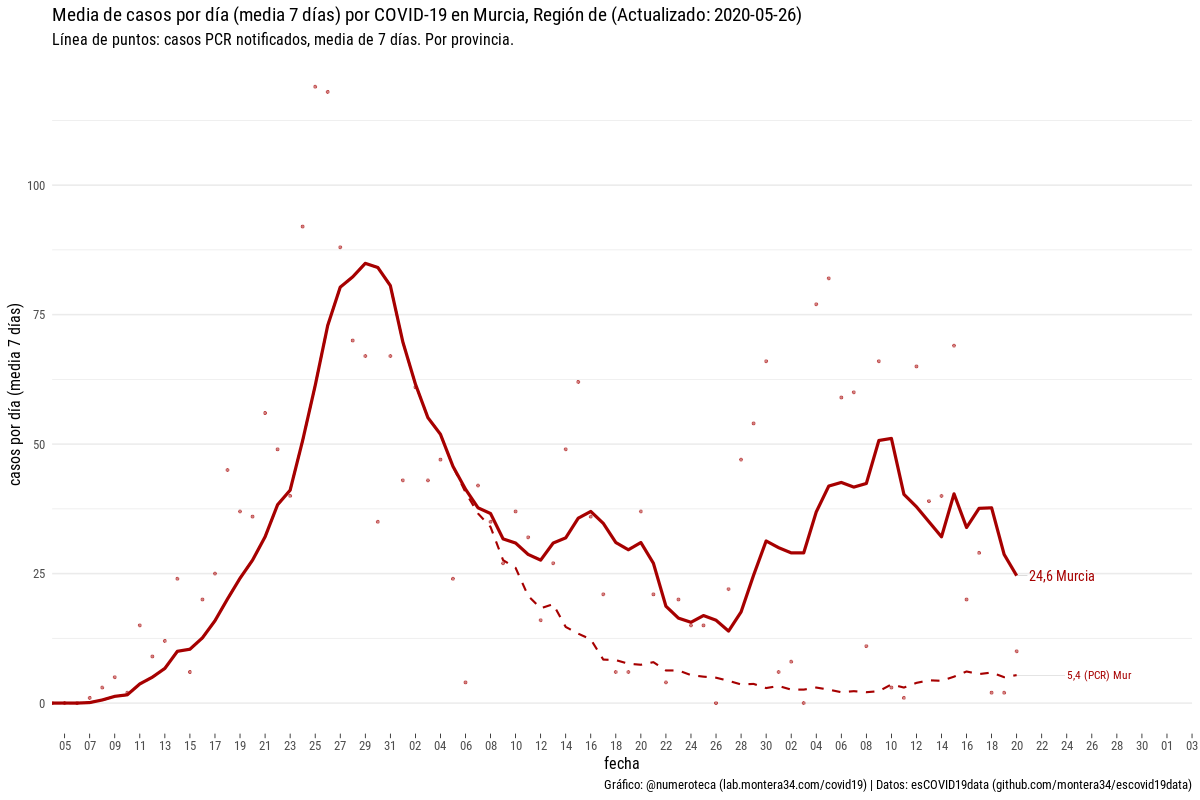 Media de casos por día (media 7 días) por COVID-19 en Murcia, Región de (Actualizado: 2020-05-26)
Línea de puntos: casos PCR notificados, media de 7 días. Por provincia.
casos por día (media 7 días)
100
75
50
25
0
24,6 Murcia
5,4 (PCR) Mur
05 07 09 11 13 15 17 19 21 23 25 27 29 31 02 04 06 08 10 12 14 16 18 20 22 24 26 28 30 02 04 06 08 10 12 14 16 18 20 22 24 26 28 30 01 03
fecha
Gráfico: @numeroteca (lab.montera34.com/covid19) | Datos: esCOVID19data (github.com/montera34/escovid19data)